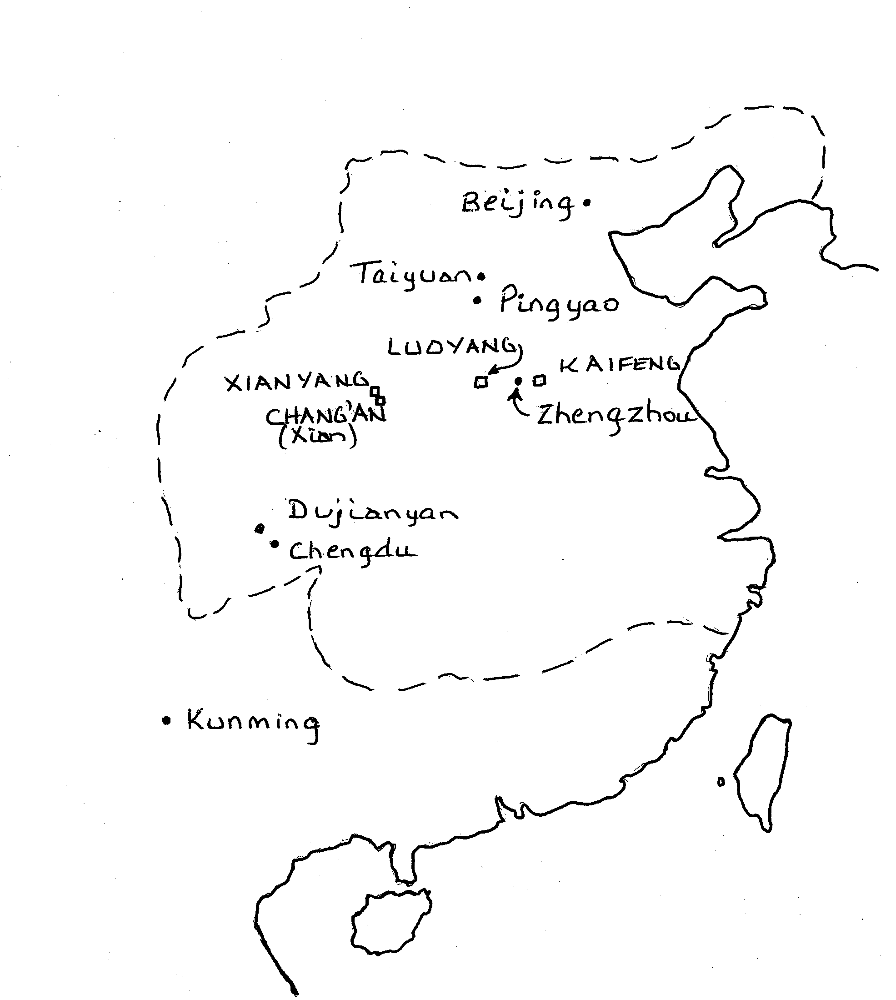 Beijing
Taiyuan
Pingyao
LUOYANG
KAIFENG
XIANYANG
CHANG'AN
(Xian)
Zhengzhou
Dujianyan
Chengdu
Kunming